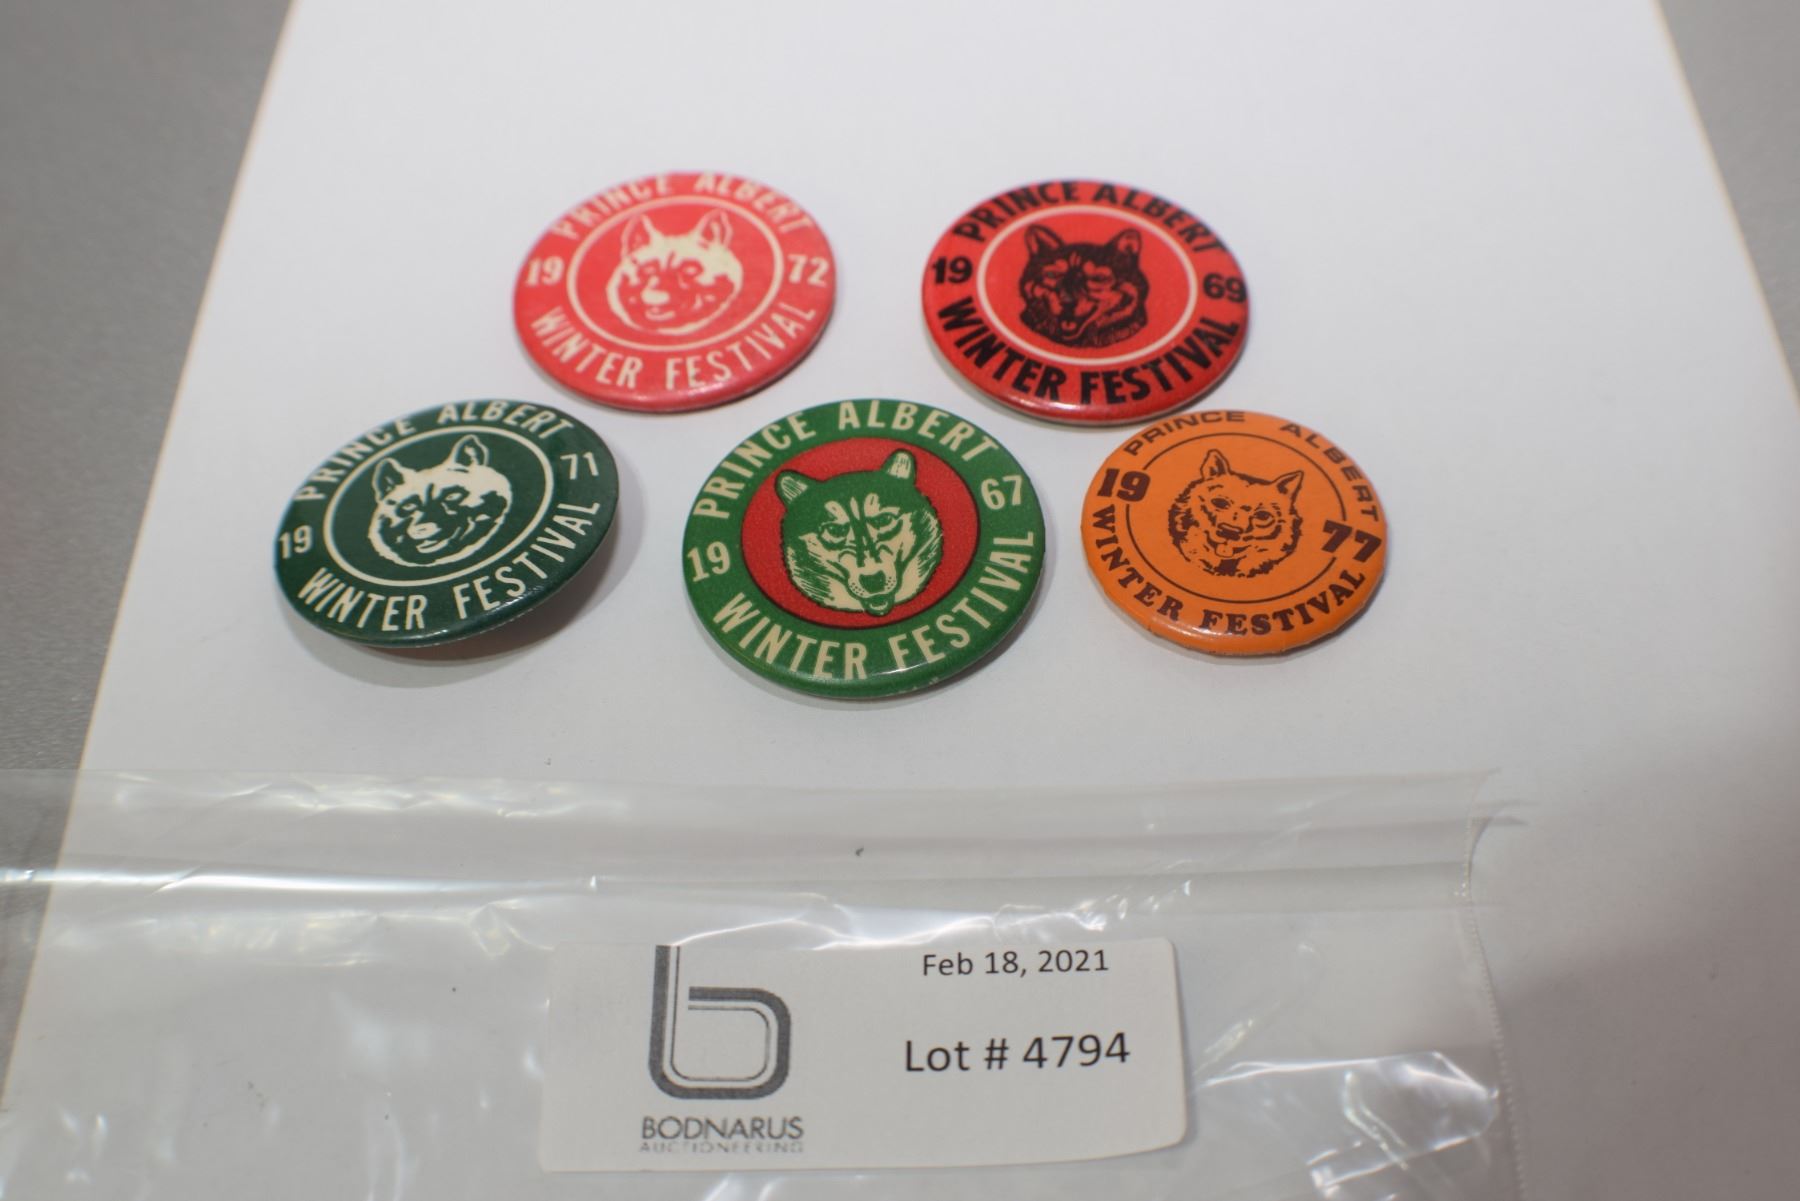 PRINCE ALBERT
19 72
WINTER FESTIVAL
PRINCE ALBERT
19 69
WINTER FESTIVAL
PRINCE ALBERT
19 71
WINTER FESTIVAL
PRINCE ALBERT
19 67
WINTER FESTIVAL
PRINCE ALBERT
19 77
WINTER FESTIVAL
Feb 18, 2021
Lot # 4794
b
BODNARUS
AUCTIONEERING